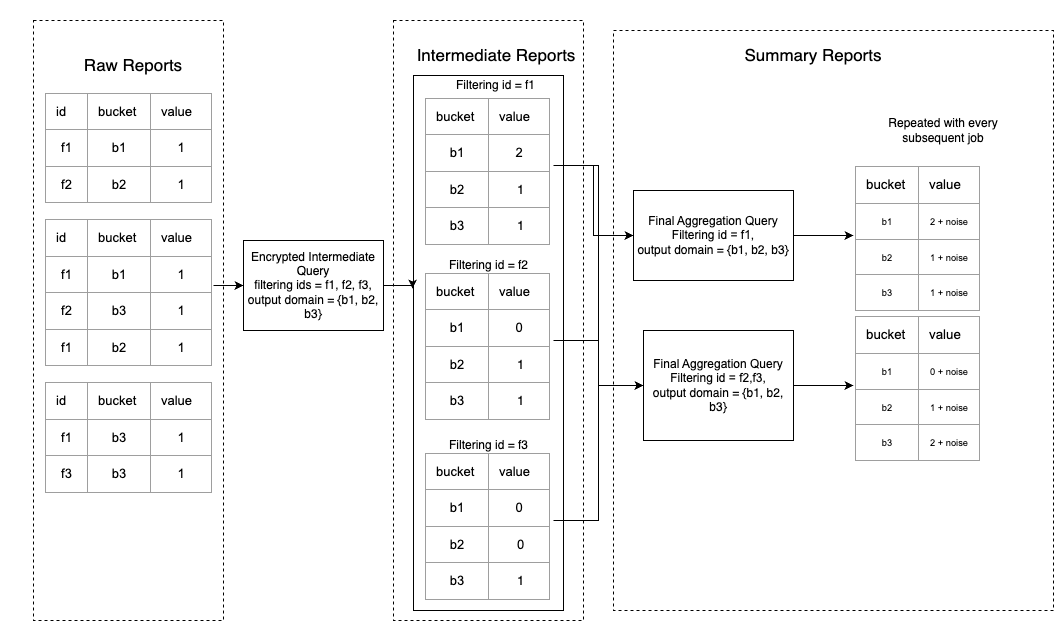 Raw Reports
id bucket value
f1 b1 1
f2 b2 1
id bucket value
f1 b1 1
f2 b3 1
f1 b2 1
id bucket value
f1 b3 1
f3 b3 1
Encrypted Intermediate
Query
filtering ids = f1, f2, f3,
output domain = {b1, b2,
b3}
Intermediate Reports
Filtering id = f1
bucket value
b1 2
b2 1
b3 1
Filtering id = f2
bucket value
b1 0
b2 1
b3 1
Filtering id = f3
bucket value
b1 0
b2 0
b3 1
Summary Reports
Final Aggregation Query
Filtering id = f1,
output domain = {b1, b2, b3}
Final Aggregation Query
Filtering id = f2,f3,
output domain = {b1, b2,
b3}
Repeated with every
subsequent job
bucket value
b1 2 + noise
b2 1 + noise
b3 1 + noise
bucket value
b1 0 + noise
b2 1 + noise
b3 2 + noise